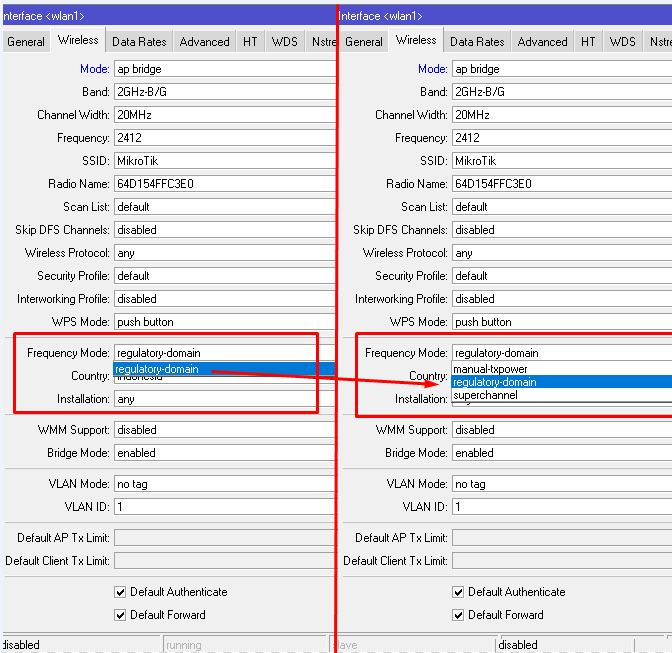 Interface <wlan1>
General Wireless Data Rates Advanced HT WDS Nstre
Mode: ap bridge
Band: 2GHz-B/G
Channel Width: 20MHz
Frequency: 2412
SSID: MikroTik
Radio Name: 64D154FFC3E0
Scan List: default
Skip DFS Channels: disabled
Wireless Protocol: any
Security Profile: default
Interworking Profile: disabled
WPS Mode: push button
Frequency Mode: regulatory-domain
regulatory-domain
Country: indonesia
Installation: any
WMM Support: disabled
Bridge Mode: enabled
VLAN Mode: no tag
VLAN ID: 1
Default AP Tx Limit:
Default Client Tx Limit:
Default Authenticate
Default Forward
disabled running slave
Interface <wlan1>
General Wireless Data Rates Advanced HT WDS Nstre
Mode: ap bridge
Band: 2GHz-B/G
Channel Width: 20MHz
Frequency: 2412
SSID: MikroTik
Radio Name: 64D154FFC3E0
Scan List: default
Skip DFS Channels: disabled
Wireless Protocol: any
Security Profile: default
Interworking Profile: disabled
WPS Mode: push button
Frequency Mode: regulatory-domain
manual-txpower
Country: regulatory-domain
superchannel
Installation:
WMM Support: disabled
Bridge Mode: enabled
VLAN Mode: no tag
VLAN ID: 1
Default AP Tx Limit:
Default Client Tx Limit:
Default Authenticate
Default Forward
disabled